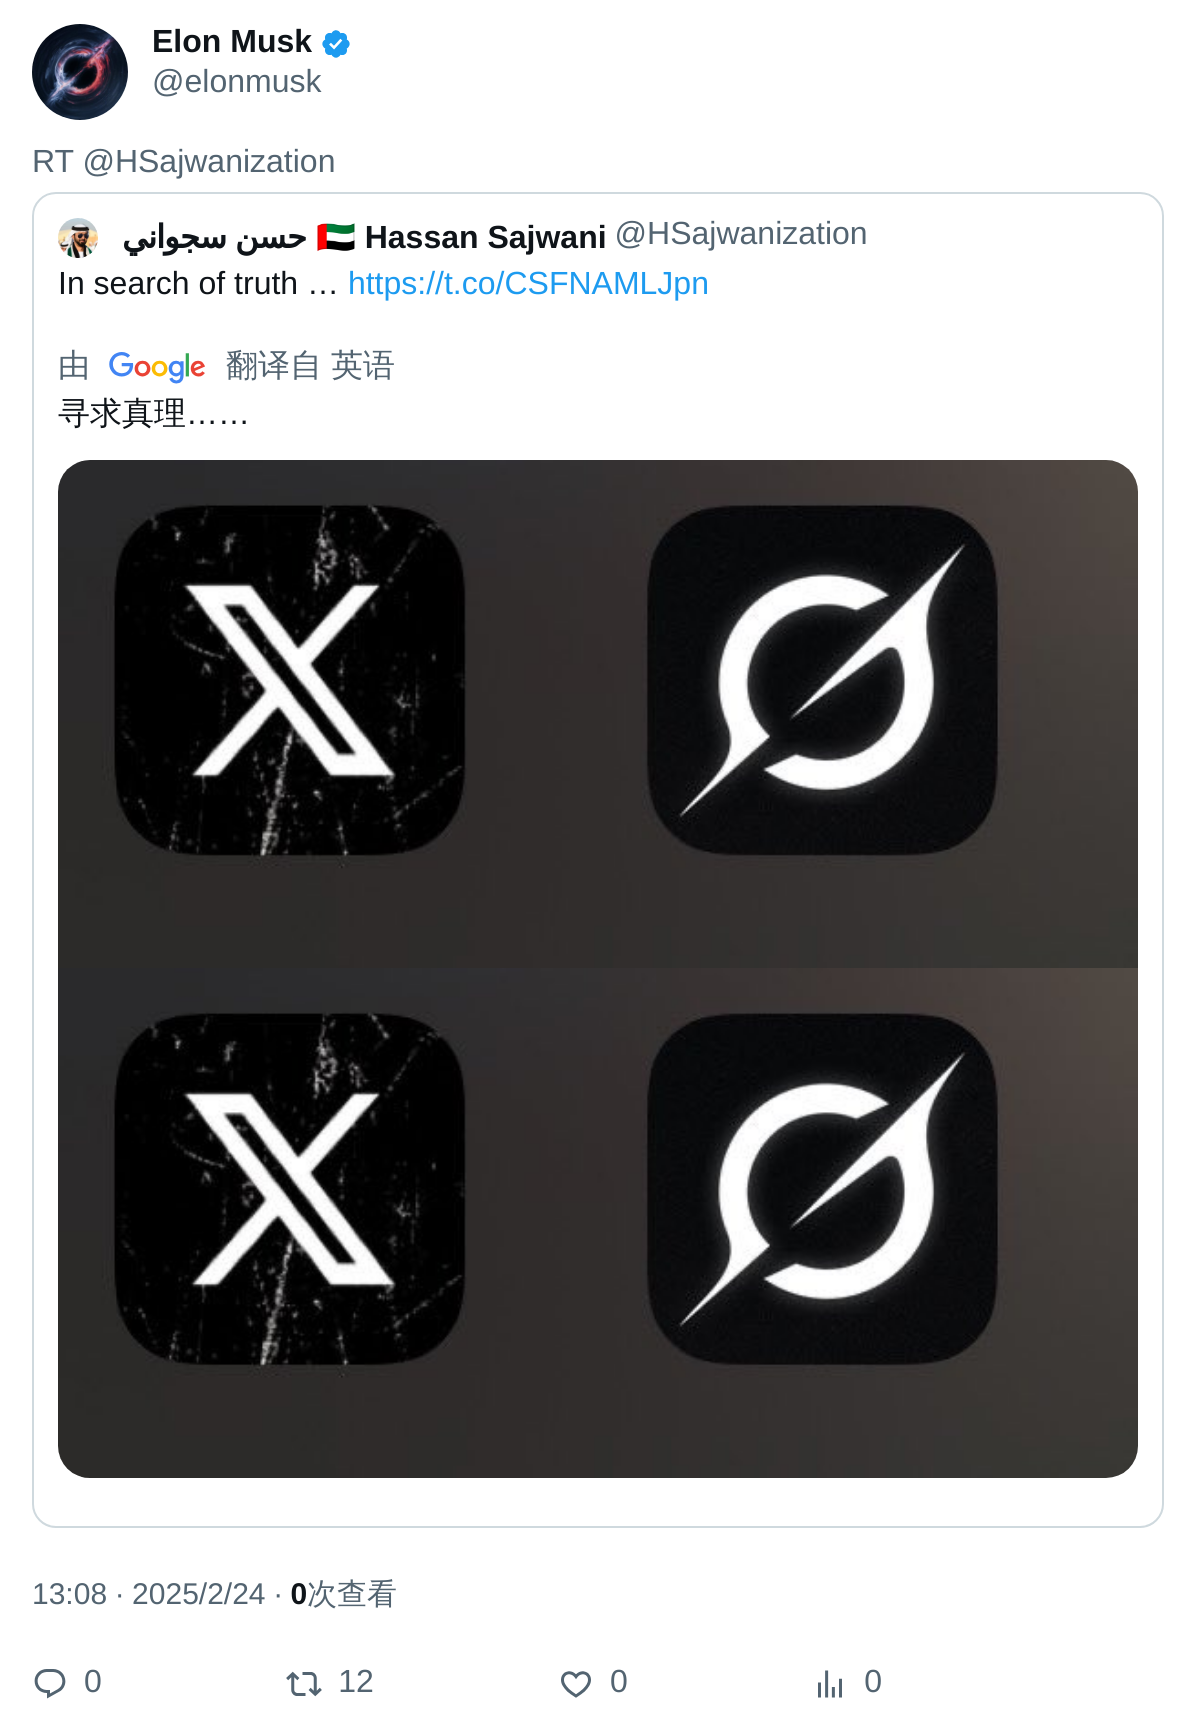 Elon Musk
@elonmusk
RT @HSajwanization
حسن سجواني 🇦🇪 Hassan Sajwani @HSajwanization
In search of truth … https://t.co/CSFNAMLJpn
由 Google 翻译自 英语
寻求真理……
13:08 · 2025/2/24 · 0次查看
0 12 0 0